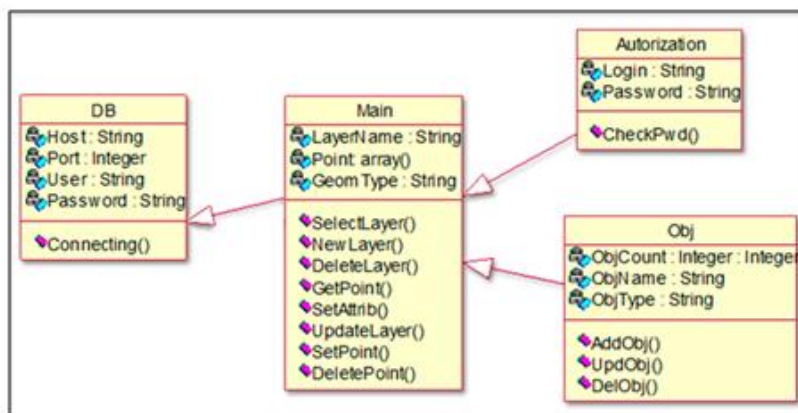 DB
Host : String
Port : Integer
User : String
Password : String
Connecting()
Main
LayerName : String
Point: array()
GeomType : String
SelectLayer()
NewLayer()
DeleteLayer()
GetPoint()
SetAttrib()
UpdateLayer()
SetPoint()
DeletePoint()
Autorization
Login : String
Password : String
CheckPwd()
Obj
ObjCount : Integer : Integer
ObjName : String
ObjType : String
AddObj()
UpdObj()
DelObj()